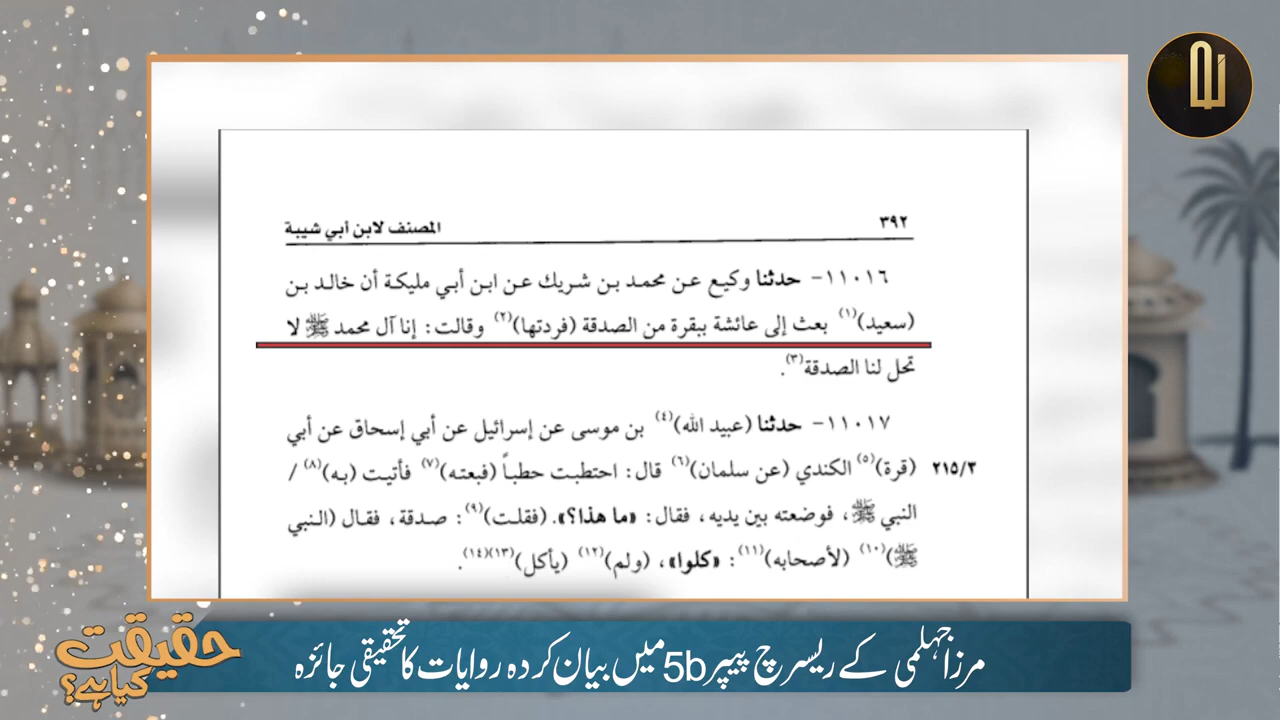 ٣٩٢
المصنف لابن أبي شيبة
١١٠١٦- حدثنا وكيع عن محمد بن شريك عن ابن أبي مليكة أن خالد بن
(سعيد)(١) بعث إلى عائشة ببقرة من الصدقة (فردتها)(٢) وقالت: إنا آل محمد ﷺ لا
تحل لنا الصدقة(٣).
١١٠١٧- حدثنا (عبيد الله)(٤) بن موسى عن إسرائيل عن أبي إسحاق عن أبي
٢١٥/٣ (قرة)(٥) الكندي (عن سلمان)(٦) قال: احتطبت حطباً (فبعته)(٧) فأتيت (به)(٨) /
النبي ﷺ، فوضعته بين يديه، فقال: «ما هذا؟». (فقلت)(٩): صدقة، فقال (النبي
ﷺ)(١٠) (لأصحابه)(١١): «كلوا»، (ولم)(١٢) (يأكل)(١٣)(١٤).
حقیقت
کیا ہے؟
مرزا جہلمی کے ریسرچ پیپر 5b میں بیان کردہ روایات کا تحقیقی جائزہ